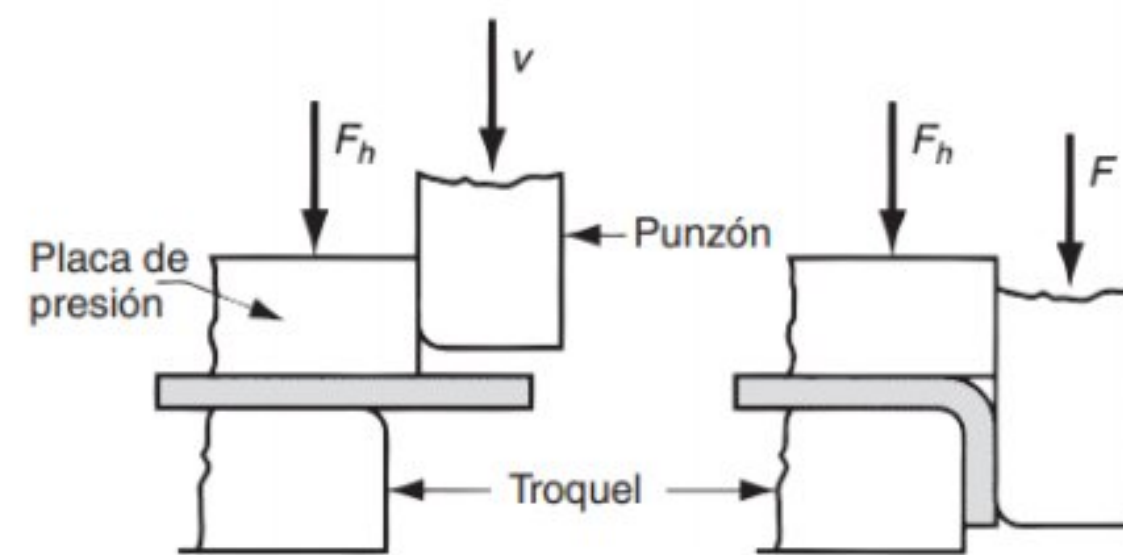 v
F_h
Placa de
presión
Punzón
F_h
F
Troquel